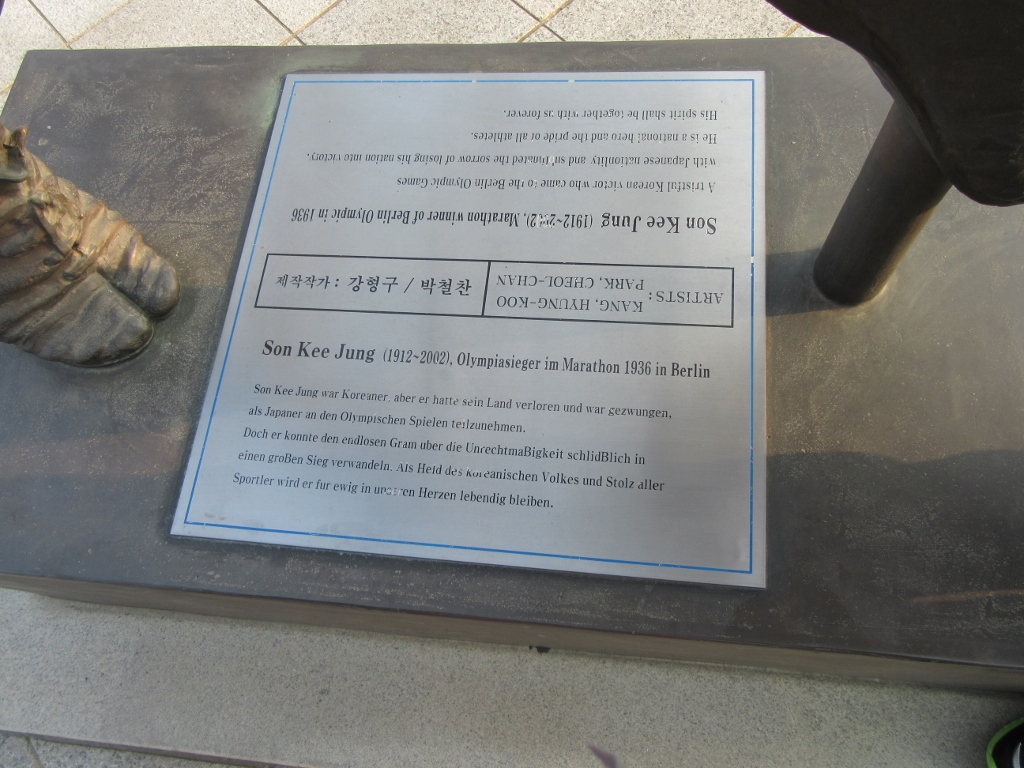 Son Kee Jung (1912~2002), Marathon winner of Berlin Olympic in 1936
A tristful Korean victor who came to the Berlin Olympic Games
with Japanese nationlity and sublimated the sorrow of losing his nation into victory.
He is a national hero and the pride of all athletes.
His spirit shall together with as forever.
ARTISTS: KANG, HYUNG-KOO
PARK, CHEOL-CHAN
제작작가: 강형구 / 박철찬
Son Kee Jung (1912~2002), Olympiasieger im Marathon 1936 in Berlin
Son Kee Jung war Koreaner, aber er hatte sein Land verloren und war gezwungen,
als Japaner an den Olympischen Spielen teilzunehmen.
Doch er konnte den endlosen Gram uber die UnrechtmaBigkeit schlidBlich in
einen groBen Sieg verwandeln. Als Held des koreanischen Volkes und Stolz aller
Sportler wird er fur ewig in unseren Herzen lebendig bleiben.